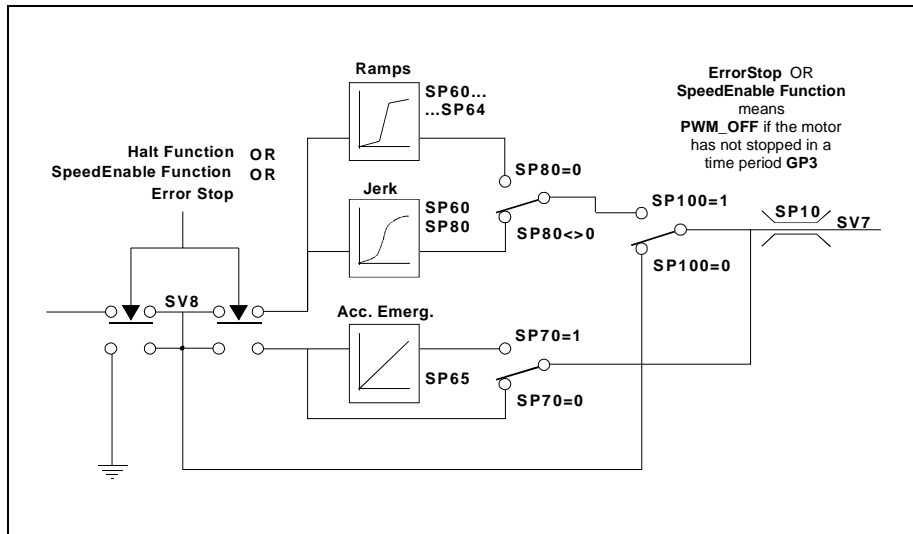 Ramps
SP60...
...SP64
ErrorStop OR
SpeedEnable Function
means
PWM_OFF if the motor
has not stopped in a
time period GP3
Halt Function OR
SpeedEnable Function OR
Error Stop
SP80=0
Jerk
SP60
SP80
SP80<>0
SP100=1
SP10
SV7
SP100=0
SV8
Acc. Emerg.
SP70=1
SP65
SP70=0